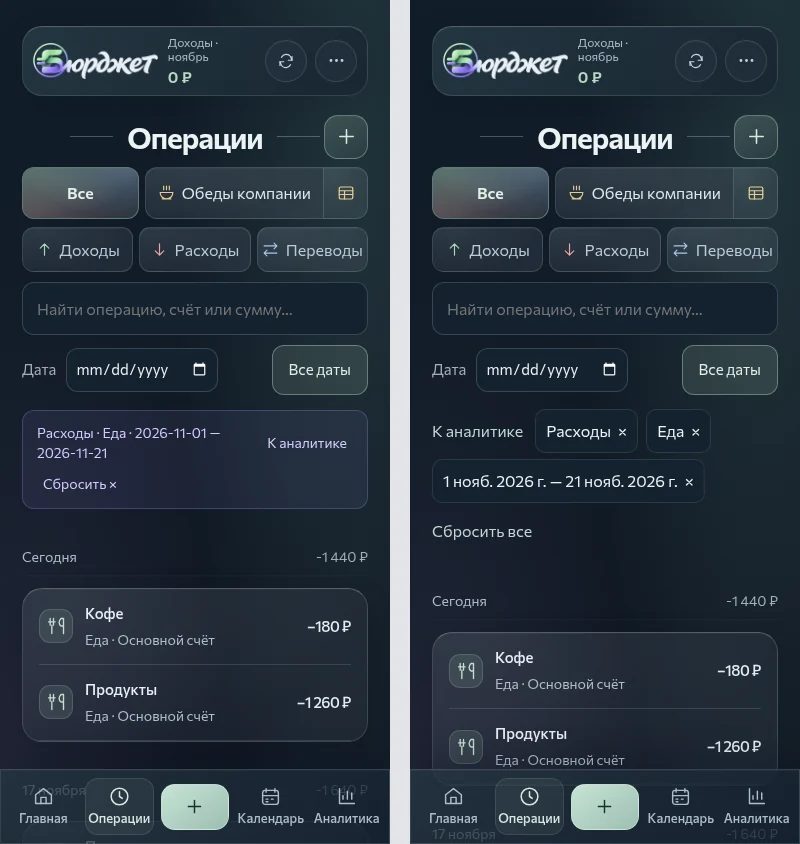 Бюрджет
Доходы ·
ноябрь
0 ₽
Операции
Все
Обеды компании
Доходы
Расходы
Переводы
Найти операцию, счёт или сумму...
Дата
mm/dd/yyyy
Все даты
Расходы · Еда · 2026-11-01 —
2026-11-21
К аналитике
Сбросить ×
Сегодня
-1 440 ₽
Кофе
Еда · Основной счёт
−180 ₽
Продукты
Еда · Основной счёт
−1 260 ₽
17 ноября
-1 640 ₽
Главная
Операции
Календарь
Аналитика
Бюрджет
Доходы ·
ноябрь
0 ₽
Операции
Все
Обеды компании
Доходы
Расходы
Переводы
Найти операцию, счёт или сумму...
Дата
mm/dd/yyyy
Все даты
К аналитике
Расходы ×
Еда ×
1 нояб. 2026 г. — 21 нояб. 2026 г. ×
Сбросить все
Сегодня
-1 440 ₽
Кофе
Еда · Основной счёт
−180 ₽
Продукты
Еда · Основной счёт
−1 260 ₽
Главная
Операции
Календарь
Аналитика
17 ноября
-1 640 ₽